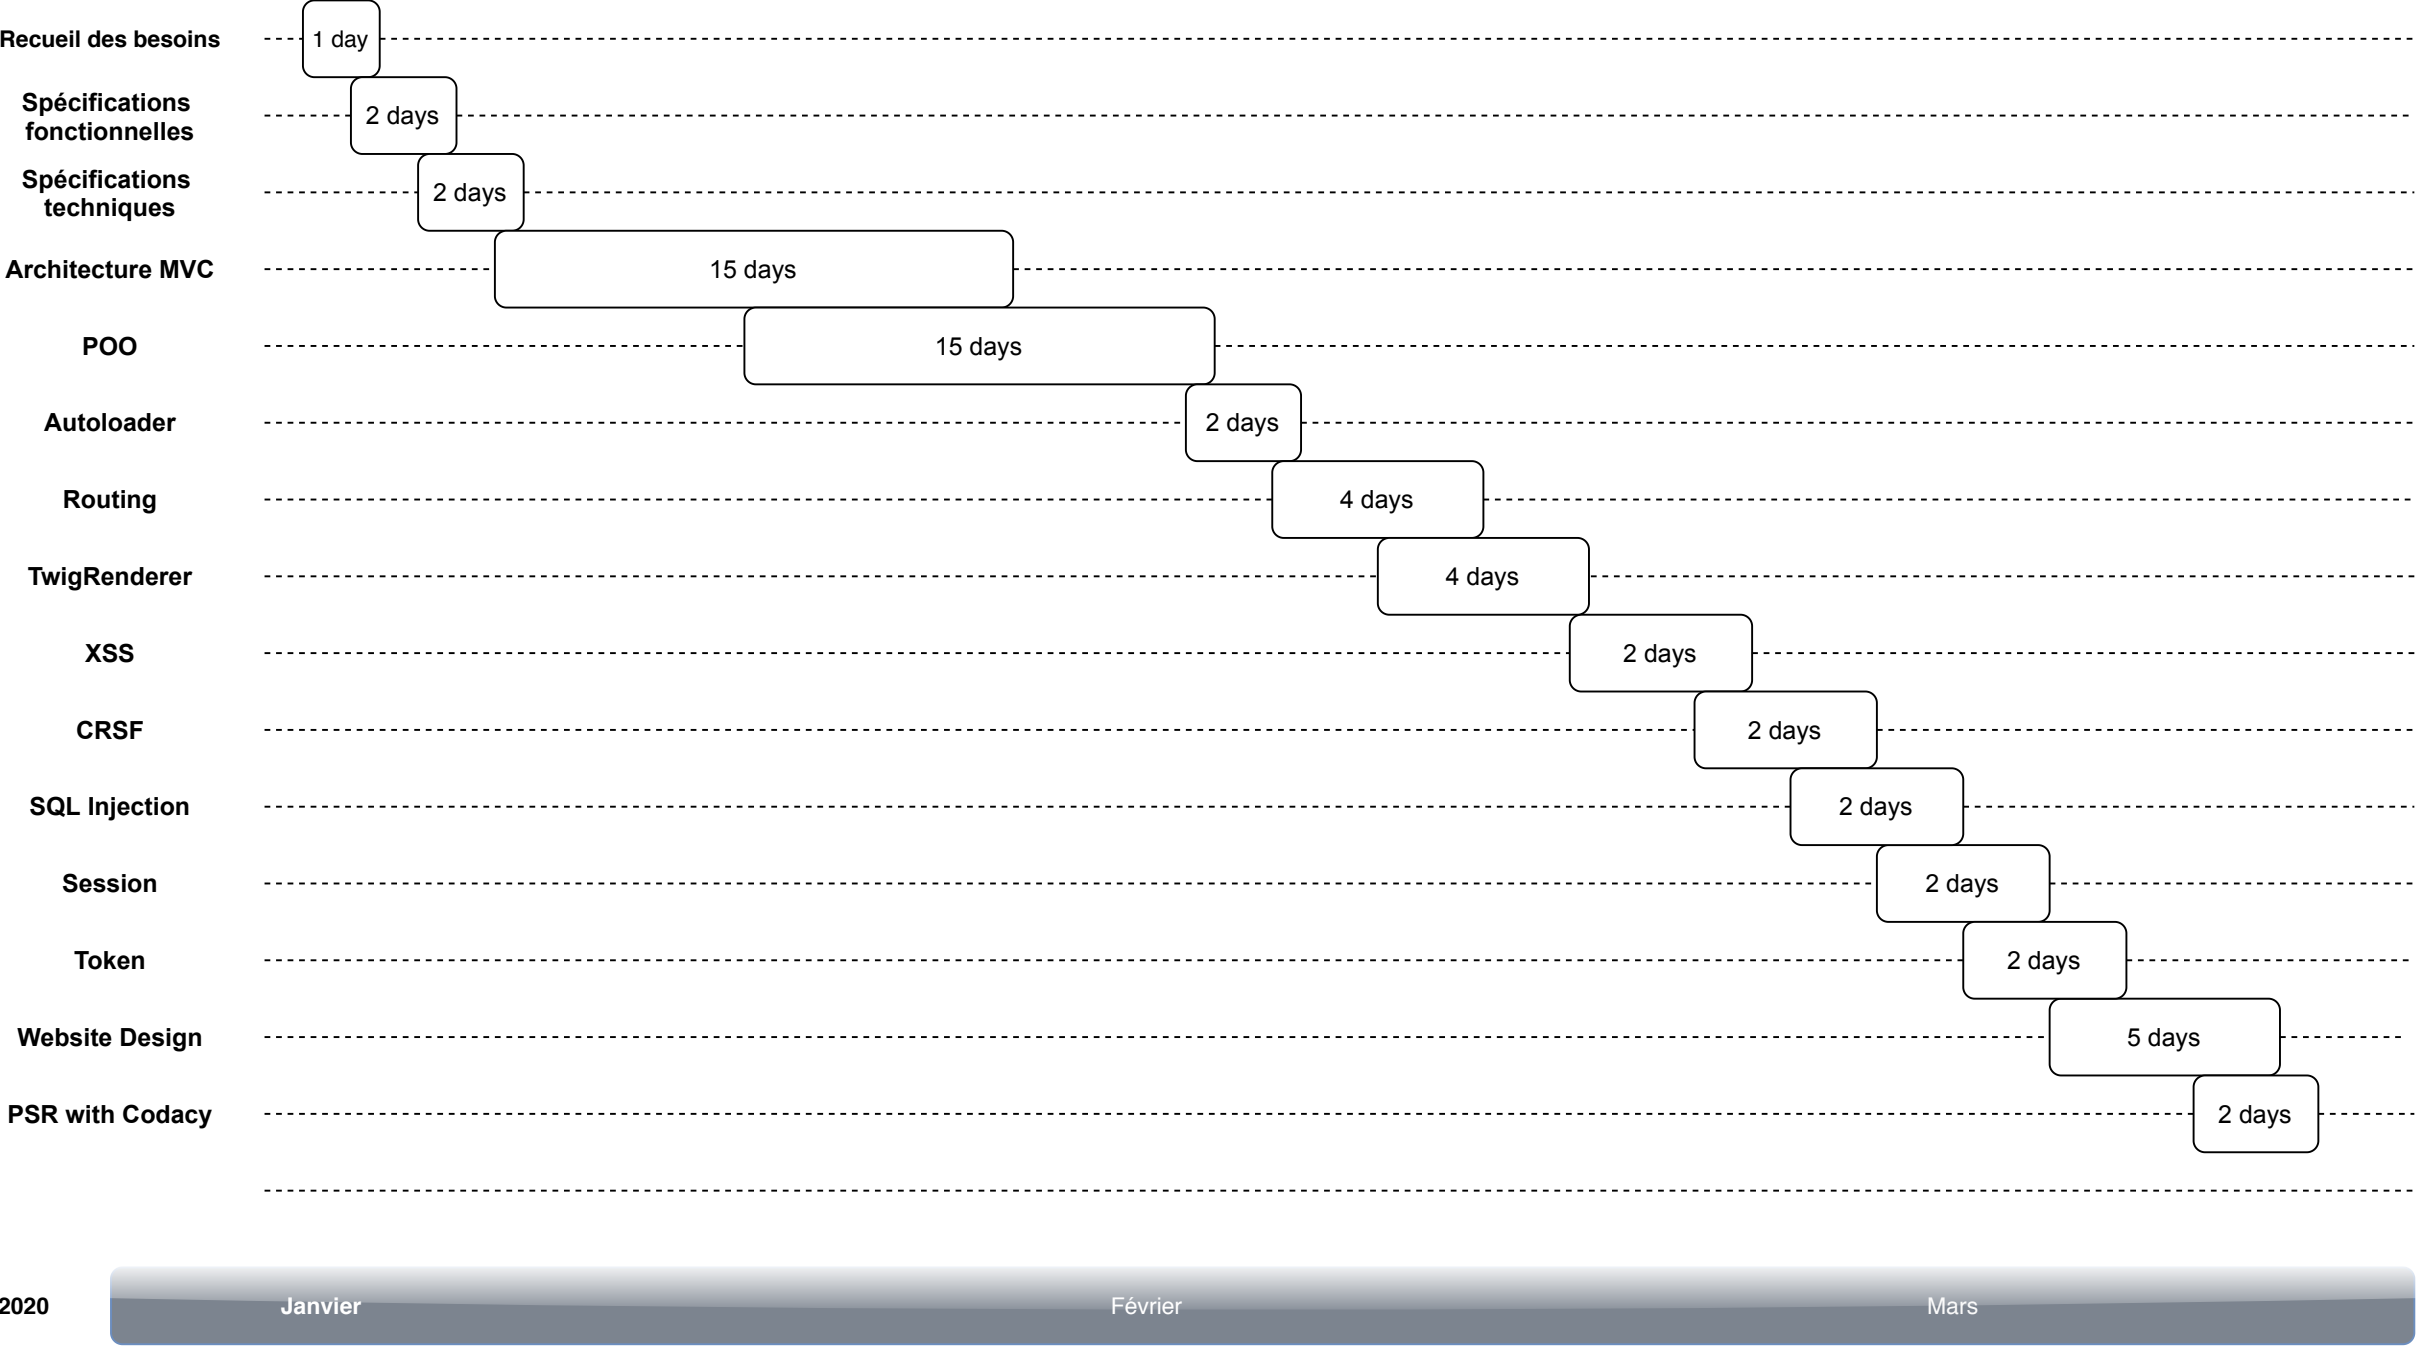 Recueil des besoins
1 day
Spécifications
fonctionnelles
2 days
Spécifications
techniques
2 days
Architecture MVC
15 days
POO
15 days
Autoloader
2 days
Routing
4 days
TwigRenderer
4 days
XSS
2 days
CRSF
2 days
SQL Injection
2 days
Session
2 days
Token
2 days
Website Design
5 days
PSR with Codacy
2 days
2020
Janvier
Février
Mars